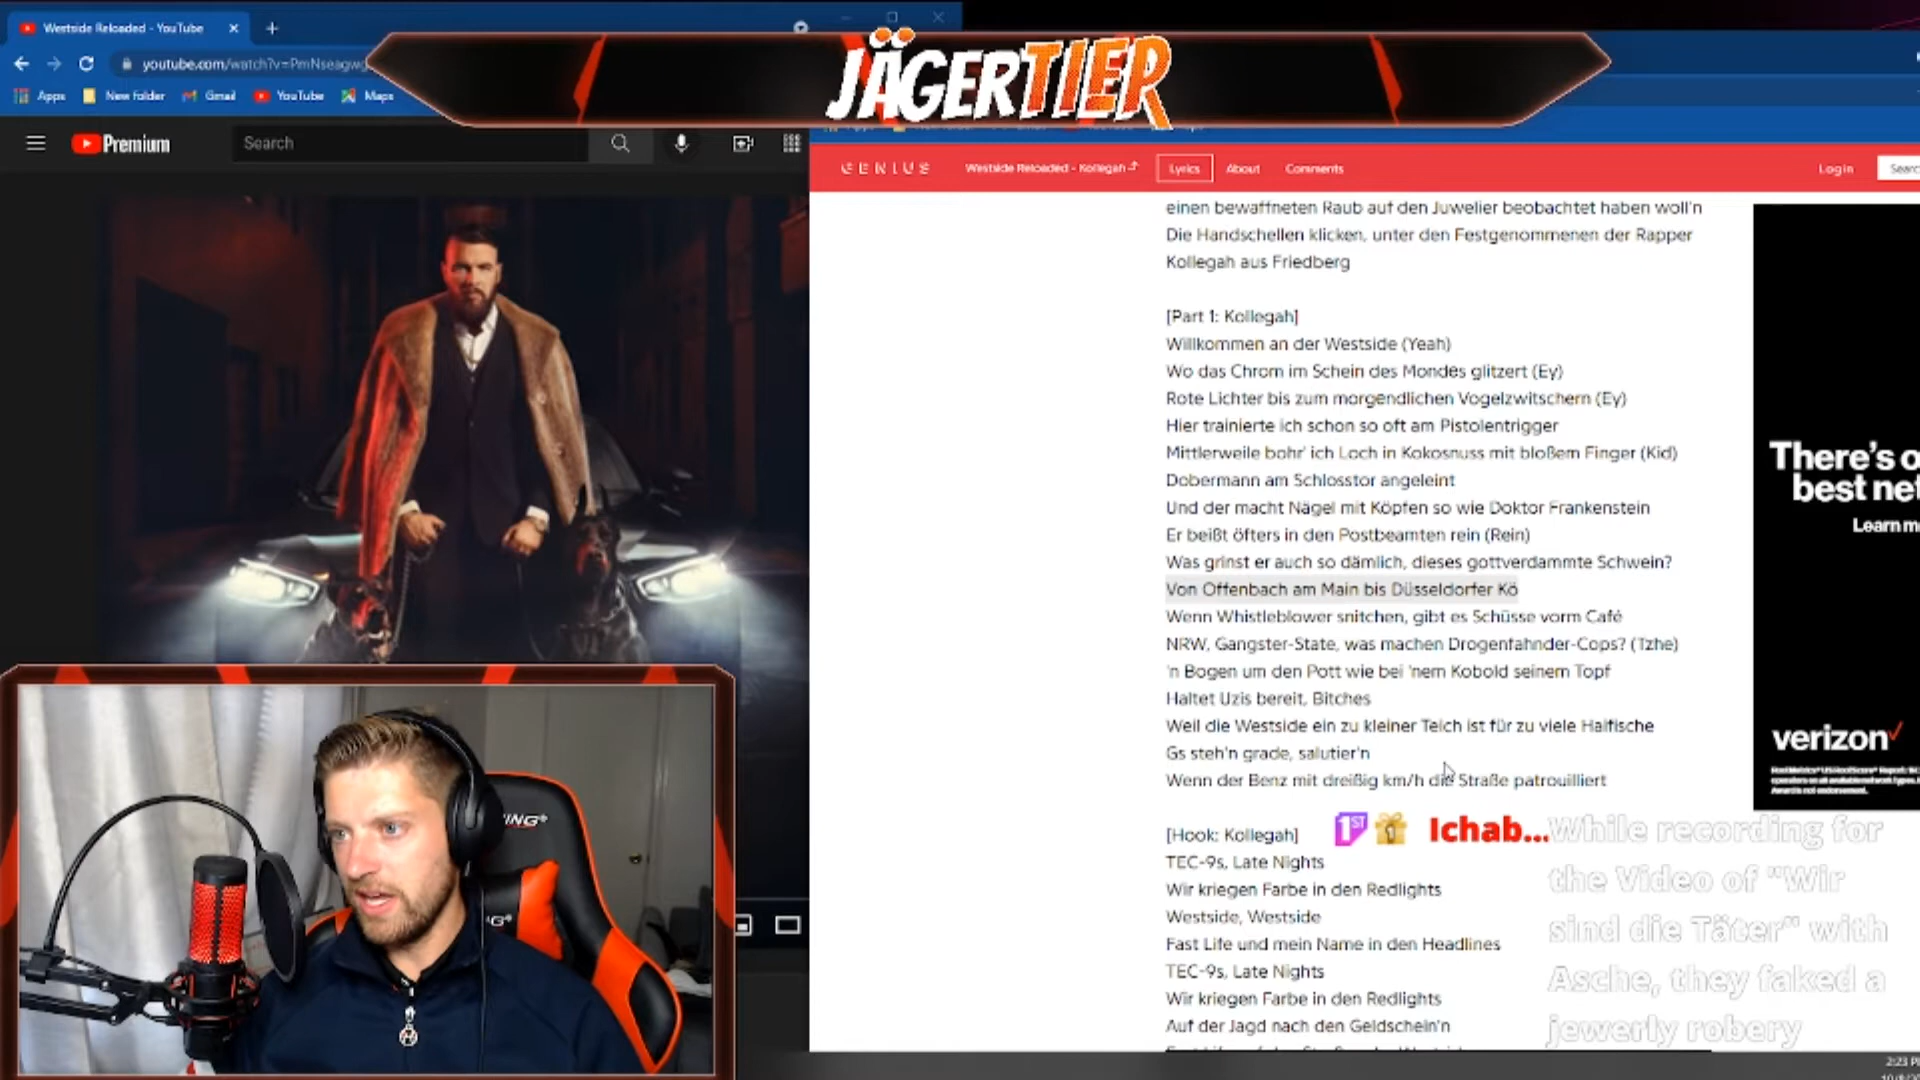 Westside Reloaded - YouTube
youtube.com/watch?v=PmNseagwg
Apps
New folder
Gmail
YouTube
Maps
JÄGERTIER
Premium
Search
GENIUS
Westside Reloaded - Kollegah
Lyrics
About
Comments
Login
Searc
einen bewaffneten Raub auf den Juwelier beobachtet haben woll'n
Die Handschellen klicken, unter den Festgenommenen der Rapper
Kollegah aus Friedberg
[Part 1: Kollegah]
Willkommen an der Westside (Yeah)
Wo das Chrom im Schein des Mondes glitzert (Ey)
Rote Lichter bis zum morgendlichen Vogelzwitschern (Ey)
Hier trainierte ich schon so oft am Pistolentrigger
Mittlerweile bohr' ich Loch in Kokosnuss mit bloßem Finger (Kid)
Dobermann am Schlosstor angeleint
Und der macht Nägel mit Köpfen so wie Doktor Frankenstein
Er beißt öfters in den Postbeamten rein (Rein)
Was grinst er auch so dämlich, dieses gottverdammte Schwein?
Von Offenbach am Main bis Düsseldorfer Kö
Wenn Whistleblower snitchen, gibt es Schüsse vorm Café
NRW, Gangster-State, was machen Drogenfahnder-Cops? (Tzhe)
'n Bogen um den Pott wie bei 'nem Kobold seinem Topf
Haltet Uzis bereit, Bitches
Weil die Westside ein zu kleiner Teich ist für zu viele Haifische
Gs steh'n grade, salutier'n
Wenn der Benz mit dreißig km/h die Straße patrouilliert
[Hook: Kollegah]
TEC-9s, Late Nights
Wir kriegen Farbe in den Redlights
Westside, Westside
Fast Life und mein Name in den Headlines
TEC-9s, Late Nights
Wir kriegen Farbe in den Redlights
Auf der Jagd nach den Geldschein'n
There's o
best net
Learn m
verizon
1ST
Ichab...
While recording for
the Video of "Wir
sind die Täter" with
Asche, they faked a
jewerly robery
ING
2:23 P